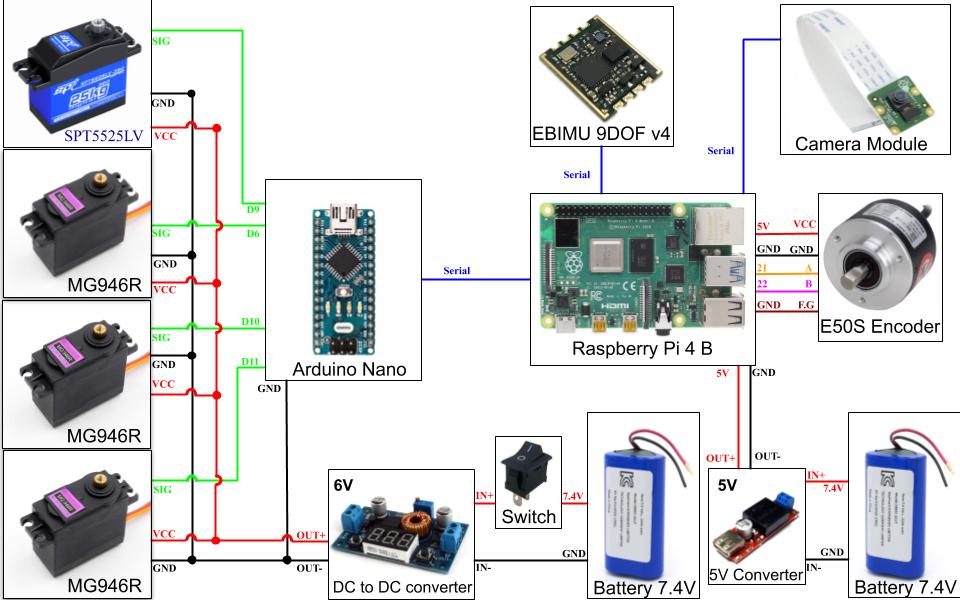 SIG
GND
VCC
25kg
SPT5525LV
SIG
GND
VCC
MG946R
SIG
GND
VCC
MG946R
SIG
VCC
GND
MG946R
D9
D6
D10
D11
GND
Arduino Nano
Serial
EBIMU 9DOF v4
Serial
Serial
Camera Module
Raspberry Pi 4 B
HDMI
5V
VCC
GND
GND
21
A
22
B
GND
F.G
E50S Encoder
5V
GND
OUT+
OUT-
6V
OUT+
OUT-
DC to DC converter
IN+
IN-
Switch
7.4V
GND
Battery 7.4V
5V
5V Converter
IN+
7.4V
GND
IN-
Battery 7.4V